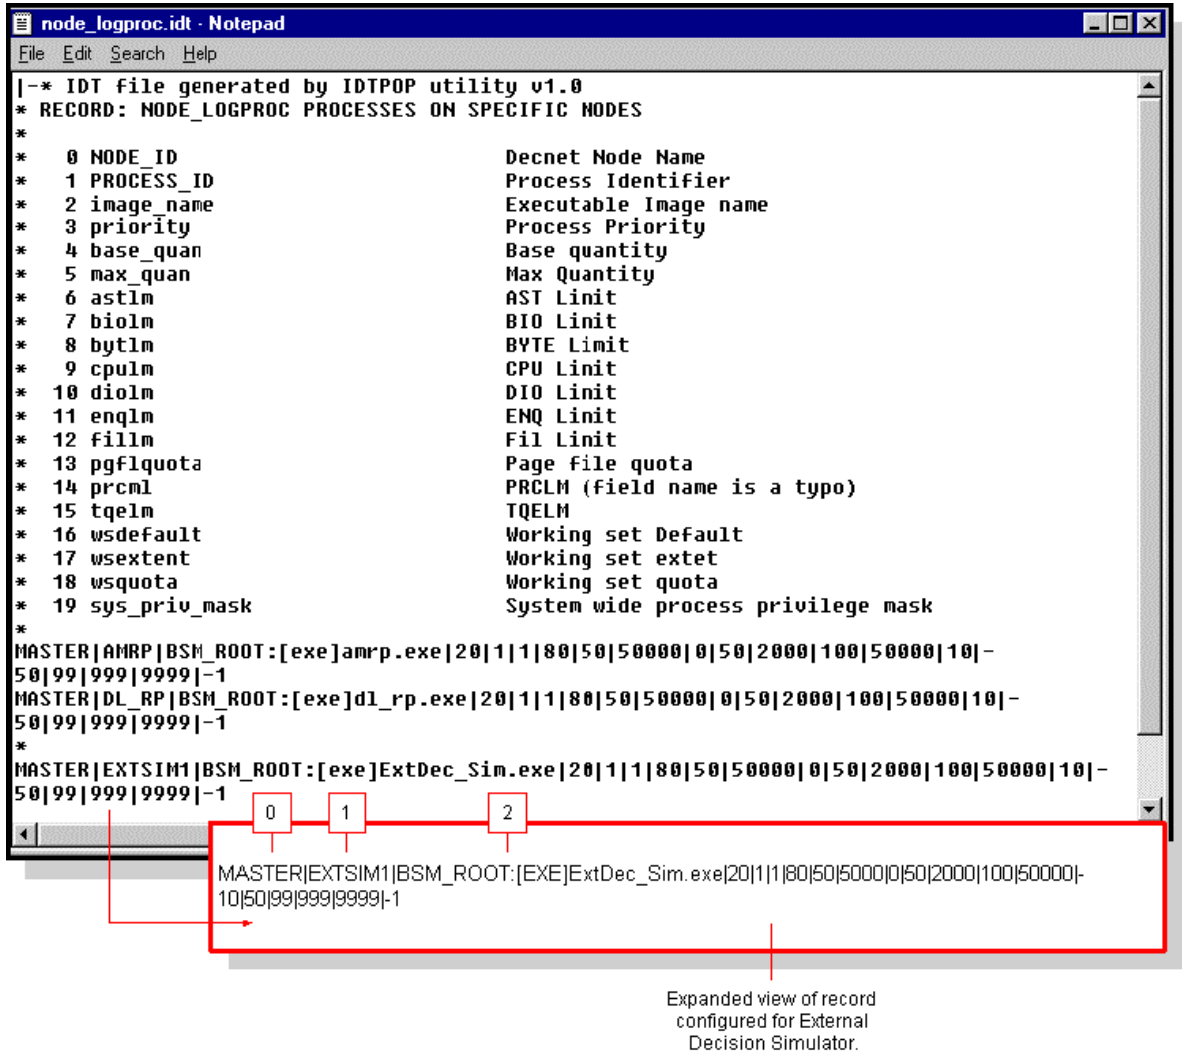 node_logproc.idt - Notepad
File Edit Search Help
|-* IDT file generated by IDTPOP utility v1.0
* RECORD: NODE_LOGPROC PROCESSES ON SPECIFIC NODES
*
* 0 NODE_ID Decnet Node Name
* 1 PROCESS_ID Process Identifier
* 2 image_name Executable Image name
* 3 priority Process Priority
* 4 base_quan Base quantity
* 5 max_quan Max Quantity
* 6 astlm AST Linit
* 7 biolm BIO Linit
* 8 bytlm BYTE Limit
* 9 cpulm CPU Linit
* 10 diolm DIO Linit
* 11 enqlm ENQ Linit
* 12 fillm Fil Linit
* 13 pgflquota Page file quota
* 14 prcml PRCLM (field name is a typo)
* 15 tqelm TQELM
* 16 wsdefault Working set Default
* 17 wsextent Working set extet
* 18 wsquota Working set quota
* 19 sys_priv_mask System wide process privilege mask
*
MASTER|AMRP|BSM_ROOT:[exe]amrp.exe|20|1|1|80|50|50000|0|50|2000|100|50000|10|-
50|99|999|9999|-1
MASTER|DL_RP|BSM_ROOT:[exe]dl_rp.exe|20|1|1|80|50|50000|0|50|2000|100|50000|10|-
50|99|999|9999|-1
*
MASTER|EXTSIM1|BSM_ROOT:[exe]ExtDec_Sim.exe|20|1|1|80|50|50000|0|50|2000|100|50000|10|-
50|99|999|9999|-1
0 1 2
MASTER|EXTSIM1|BSM_ROOT:[EXE]ExtDec_Sim.exe|20|1|1|80|50|5000|0|50|2000|100|50000|-
10|50|99|999|9999|-1
Expanded view of record
configured for External
Decision Simulator.